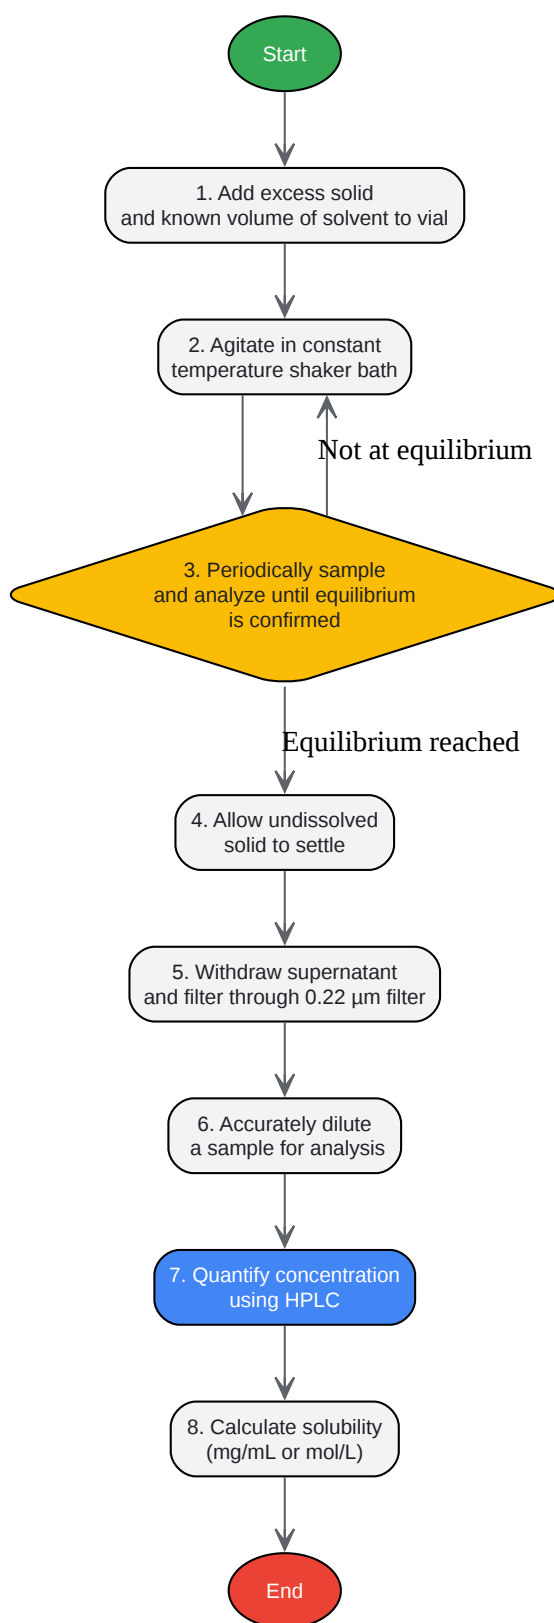 Start
1. Add excess solid
and known volume of solvent to vial
2. Agitate in constant
temperature shaker bath
Not at equilibrium
3. Periodically sample
and analyze until equilibrium
is confirmed
Equilibrium reached
4. Allow undissolved
solid to settle
5. Withdraw supernatant
and filter through 0.22 µm filter
6. Accurately dilute
a sample for analysis
7. Quantify concentration
using HPLC
8. Calculate solubility
(mg/mL or mol/L)
End